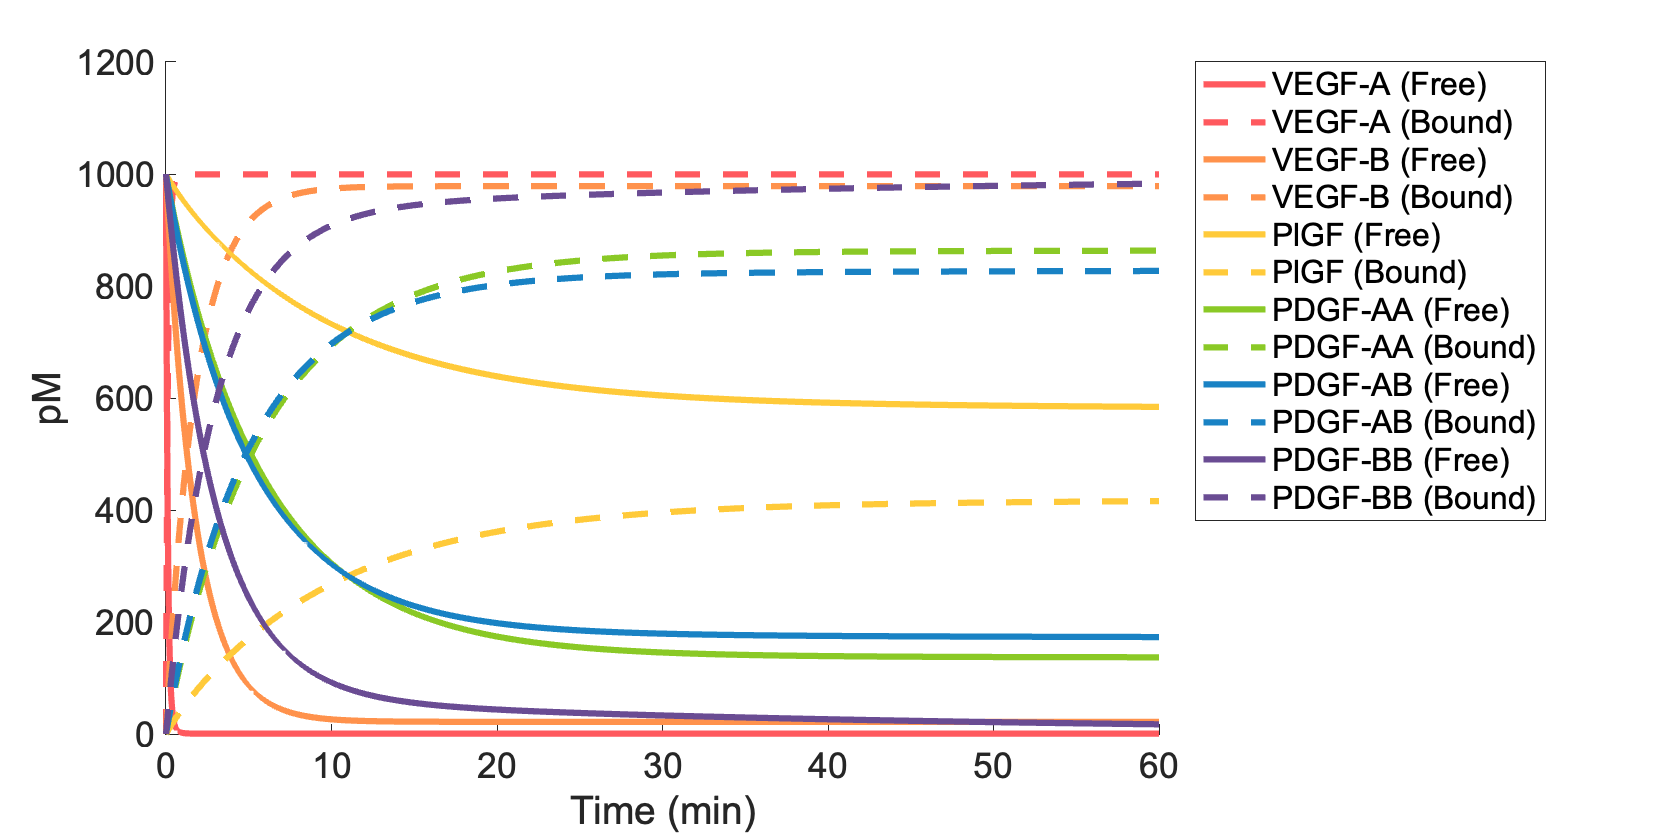 1200
1000
800
600
400
200
0
pM
0 10 20 30 40 50 60
Time (min)
VEGF-A (Free)
VEGF-A (Bound)
VEGF-B (Free)
VEGF-B (Bound)
PlGF (Free)
PlGF (Bound)
PDGF-AA (Free)
PDGF-AA (Bound)
PDGF-AB (Free)
PDGF-AB (Bound)
PDGF-BB (Free)
PDGF-BB (Bound)